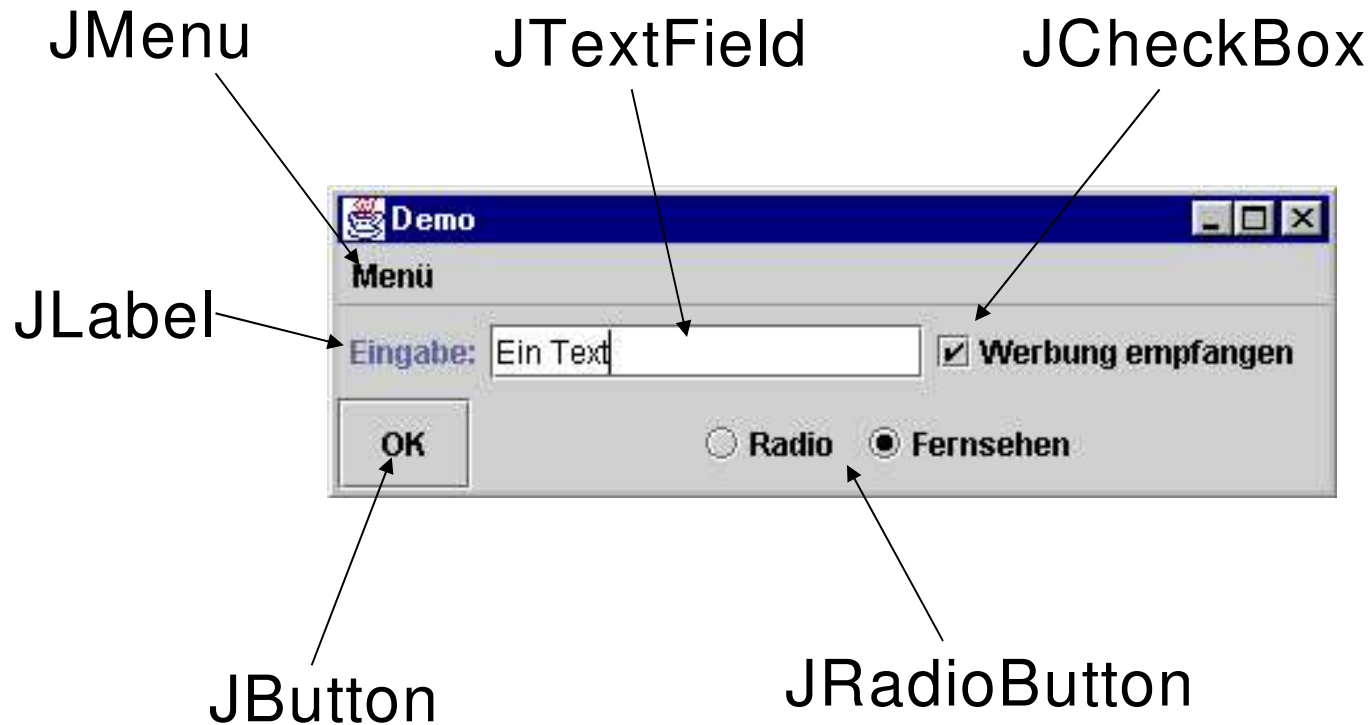 JMenu
JTextField
JCheckBox
Demo
Menü
JLabel
Eingabe:
Ein Text
Werbung empfangen
OK
Radio
Fernsehen
JButton
JRadioButton